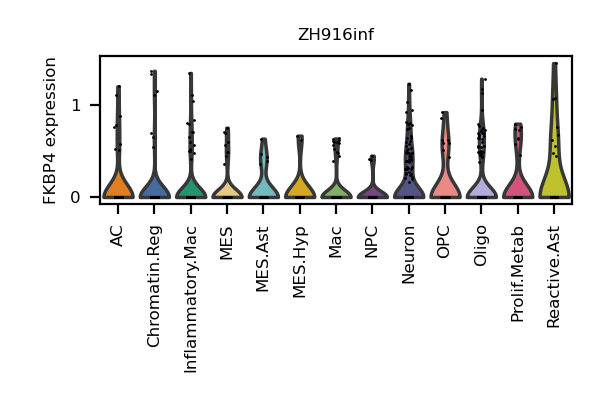 ZH916inf
FKBP4 expression
1
0
AC
Chromatin.Reg
Inflammatory.Mac
MES
MES.Ast
MES.Hyp
Mac
NPC
Neuron
OPC
Oligo
Prolif.Metab
Reactive.Ast